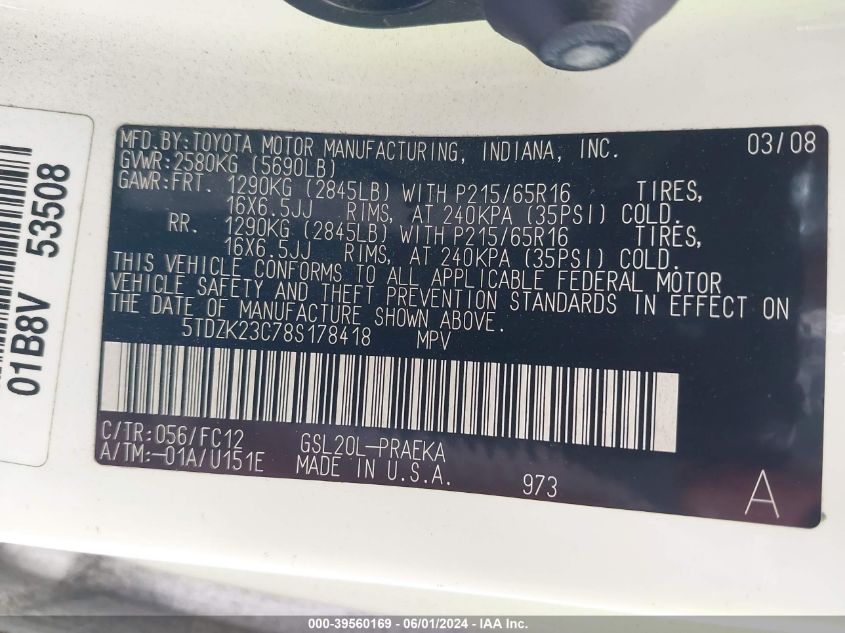 MFD.BY:TOYOTA MOTOR MANUFACTURING, INDIANA, INC. 03/08
GVWR:2580KG (5690LB)
GAWR:FRT. 1290KG (2845LB) WITH P215/65R16 TIRES,
16X6.5JJ RIMS, AT 240KPA (35PSI) COLD.
RR. 1290KG (2845LB) WITH P215/65R16 TIRES,
16X6.5JJ RIMS, AT 240KPA (35PSI) COLD.
THIS VEHICLE CONFORMS TO ALL APPLICABLE FEDERAL MOTOR
VEHICLE SAFETY AND THEFT PREVENTION STANDARDS IN EFFECT ON
THE DATE OF MANUFACTURE SHOWN ABOVE.
5TDZK23C78S178418 MPV
C/TR:056/FC12 GSL20L-PRAEKA
A/TM:-01A/U151E MADE IN U.S.A. 973 A
01B8V 53508
000-39560169 - 06/01/2024 - IAA Inc.